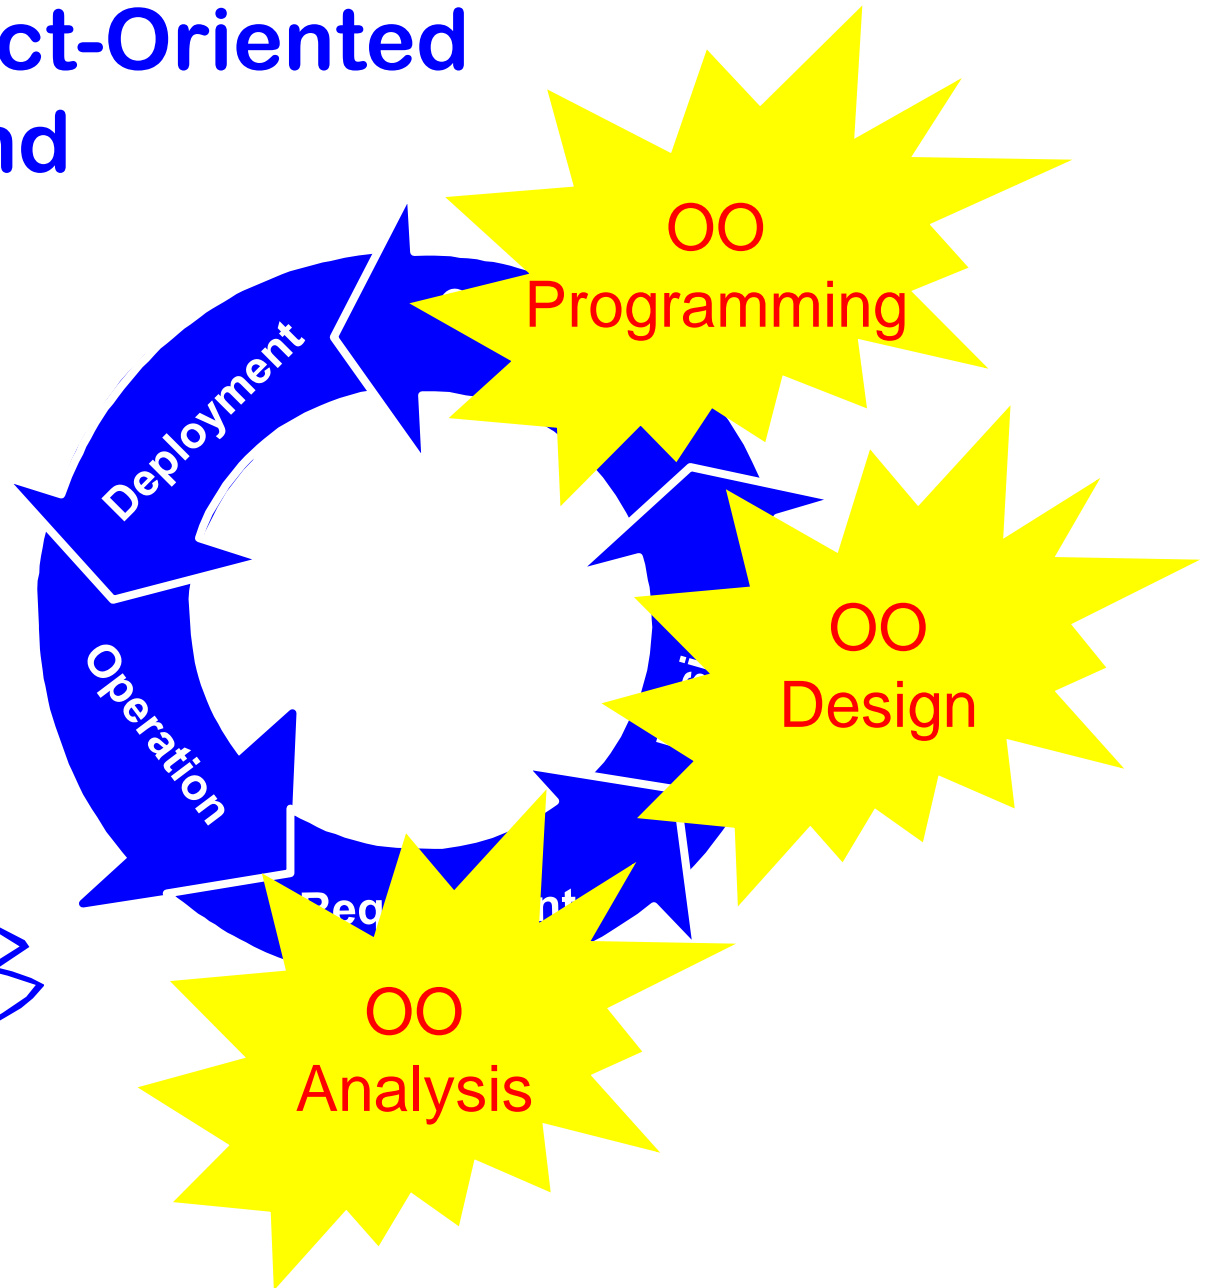 ct-Oriented
nd
OO
Programming
Deployment
OO
Design
Operation
OO
Analysis